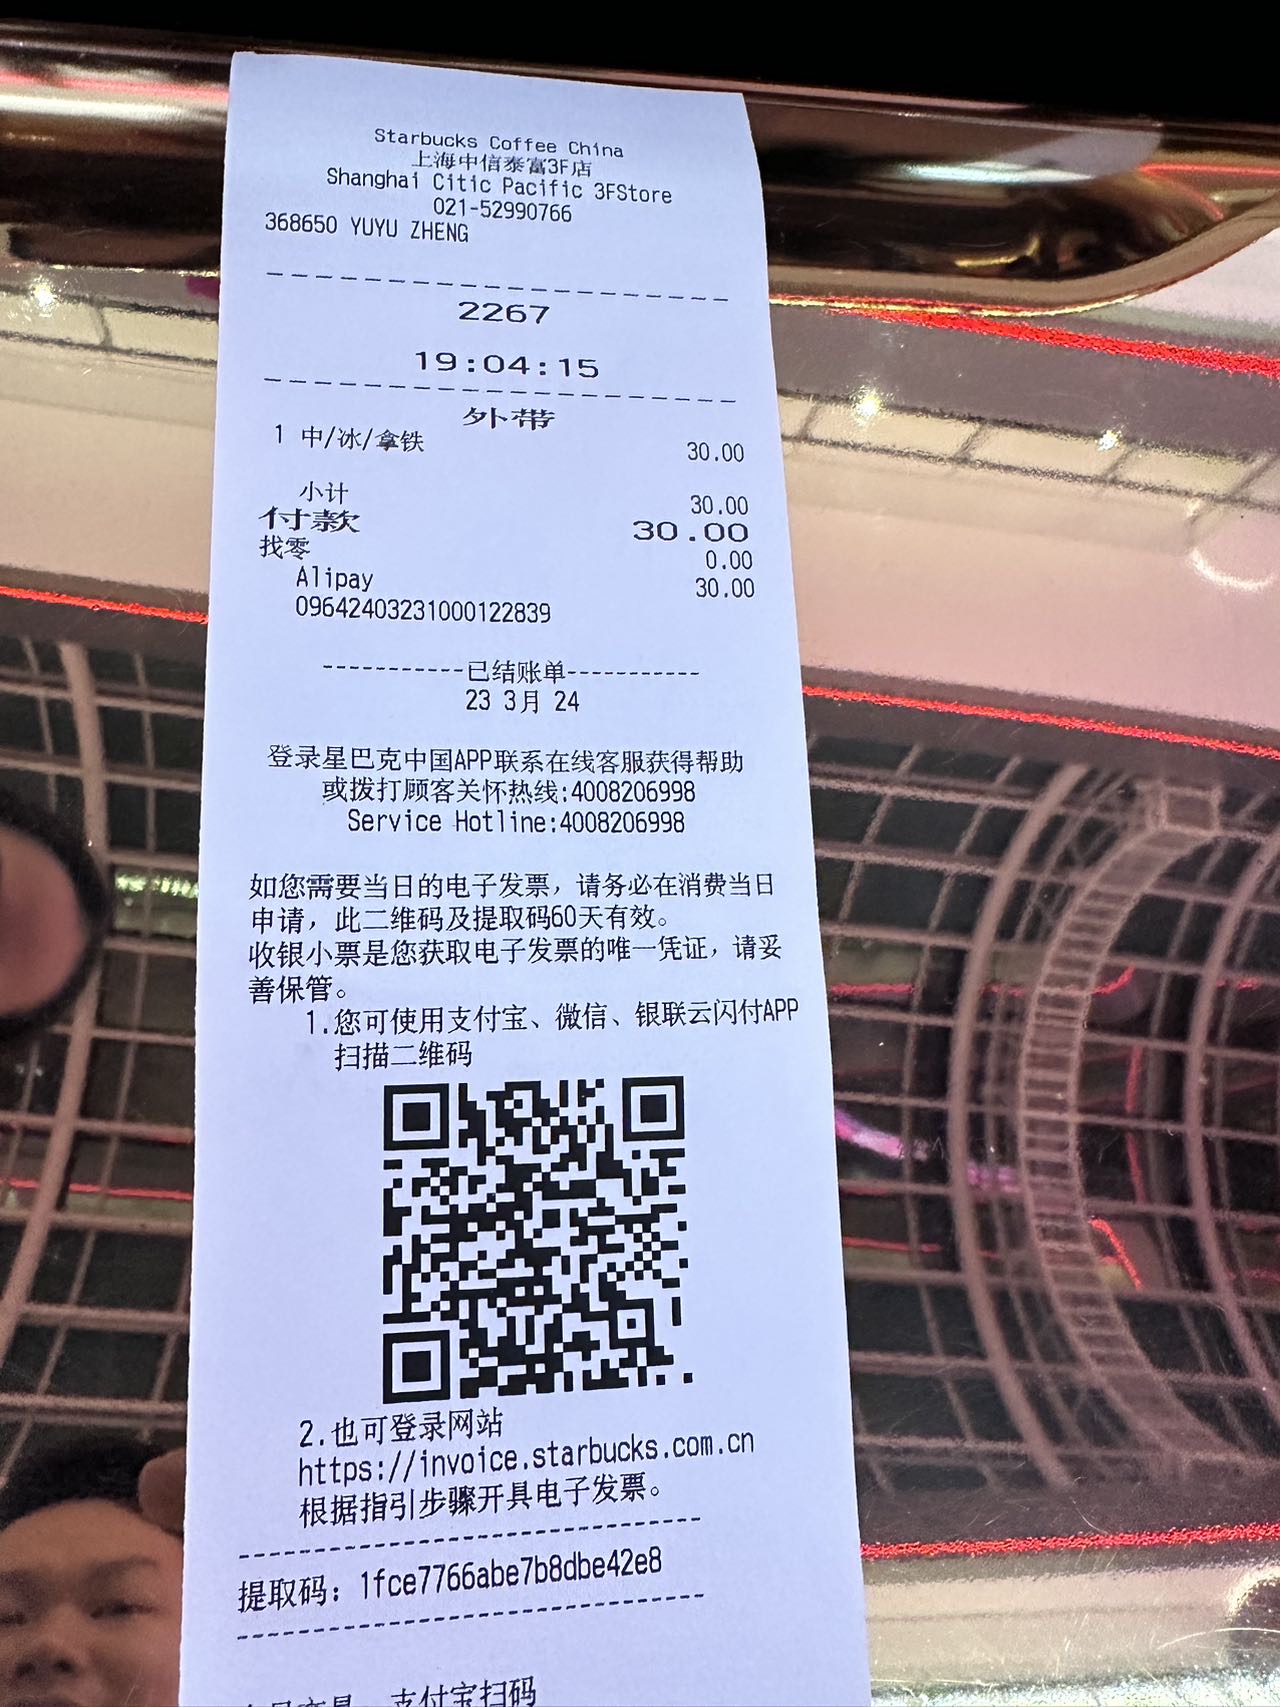 Starbucks Coffee China
上海中信泰富3F店
Shanghai Citic Pacific 3FStore
021-52990766
368650 YUYU ZHENG
-------------------
2267
19:04:15
-------------------
外带
1 中/冰/拿铁 30.00
小计 30.00
付款 30.00
找零 0.00
Alipay 30.00
09642403231000122839
-----------已结账单-----------
23 3月 24
登录星巴克中国APP联系在线客服获得帮助
或拨打顾客关怀热线:4008206998
Service Hotline:4008206998
如您需要当日的电子发票，请务必在消费当日
申请，此二维码及提取码60天有效。
收银小票是您获取电子发票的唯一凭证，请妥
善保管。
1.您可使用支付宝、微信、银联云闪付APP
扫描二维码
2.也可登录网站
https://invoice.starbucks.com.cn
根据指引步骤开具电子发票。
------------------------------
提取码：1fce7766abe7b8dbe42e8
------------------------------
支付宝扫码